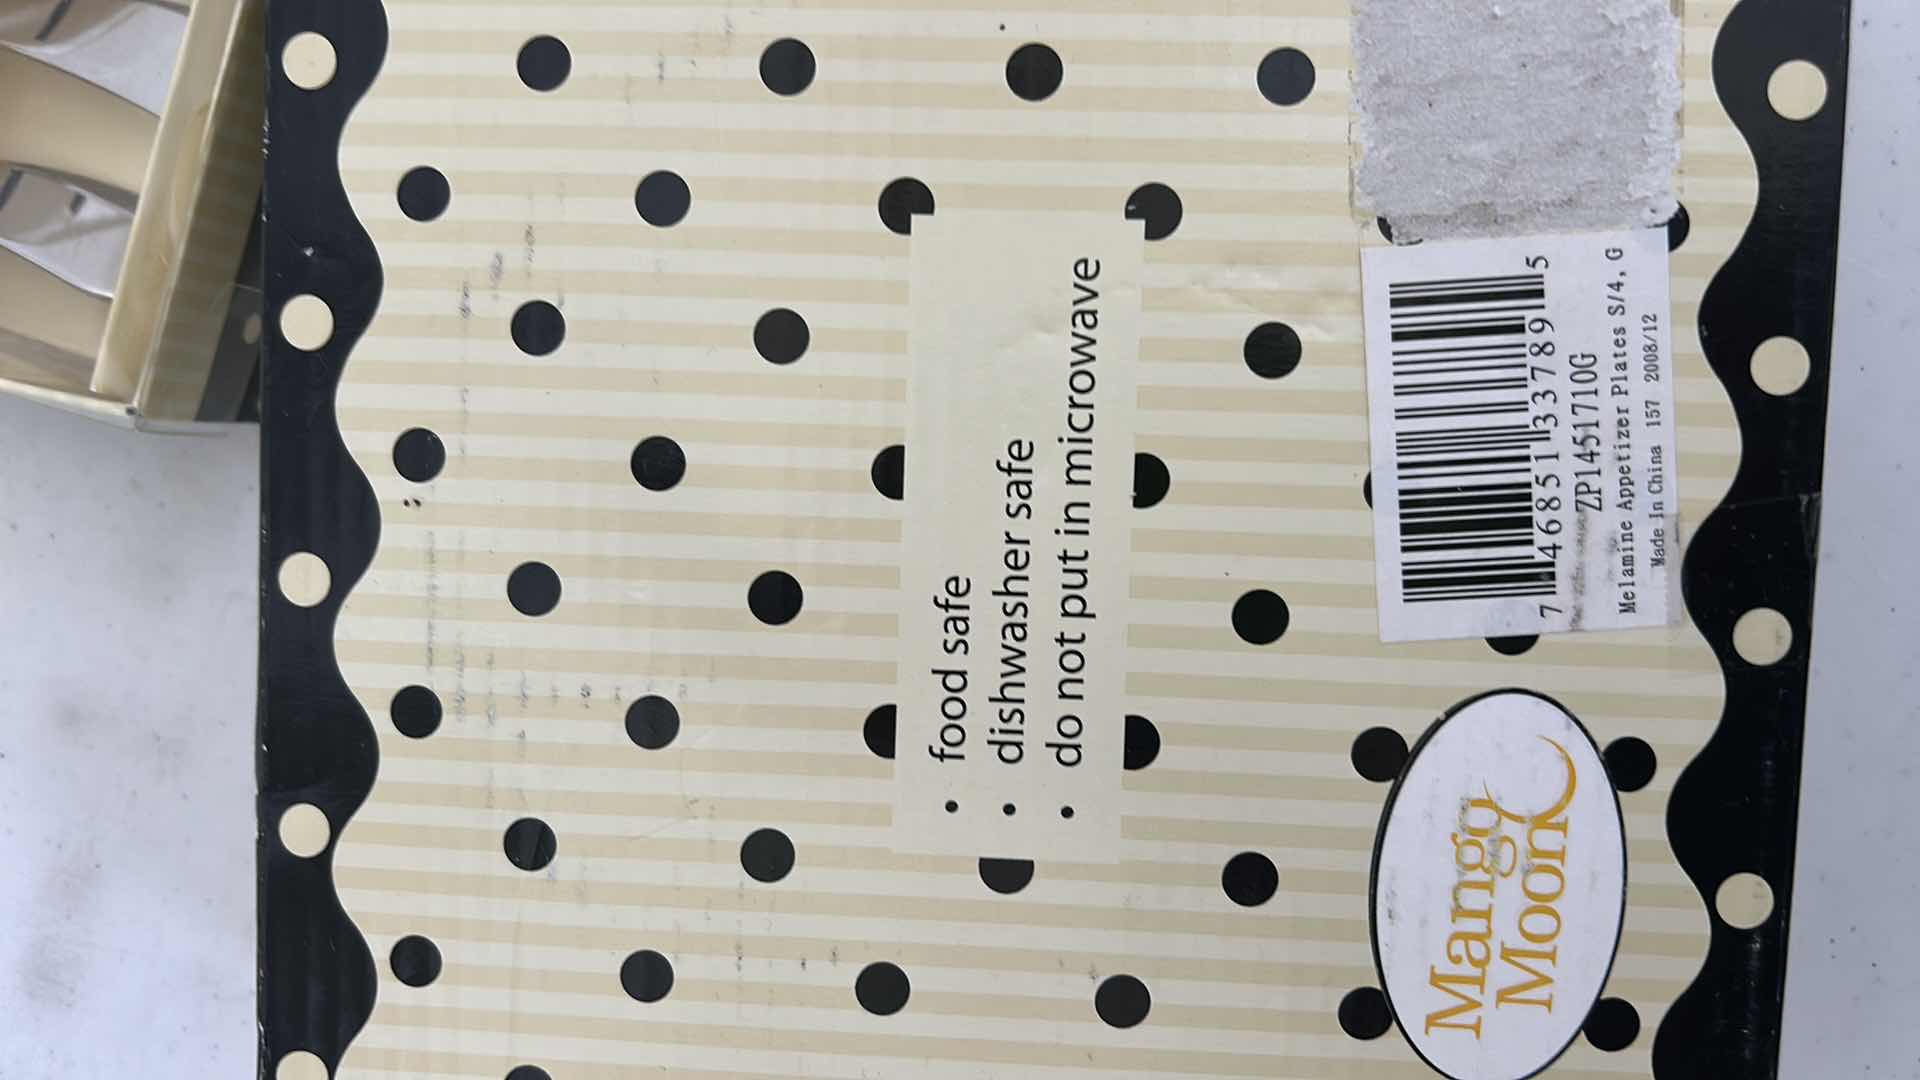 • food safe
• dishwasher safe
• do not put in microwave
7 46851 33789 5
ZP1451710G
Melamine Appetizer Plates S/4, G
Made In China 157 2008/12
Mango
Moon